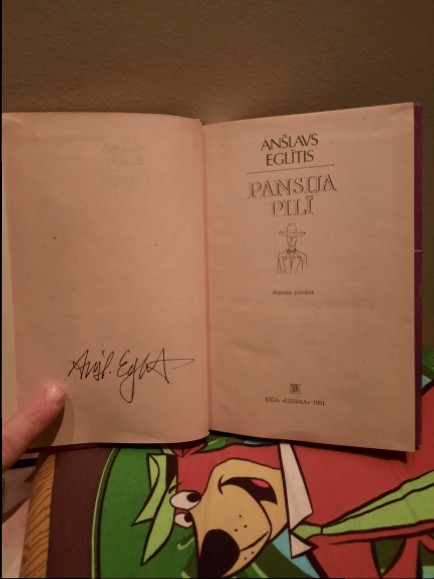 Anšl. Eglīt
ANŠLAVS
EGLĪTIS
PANSIJA
PILĪ
RĪGA «LIESMA» 1991